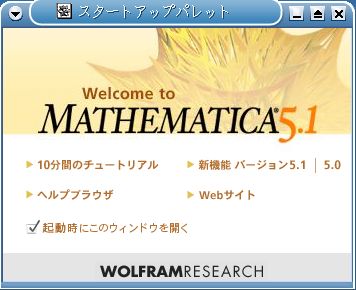 スタートアップパレット
Welcome to
MATHEMATICA® 5.1
10分間のチュートリアル
新機能 バージョン5.1 | 5.0
ヘルプブラウザ
Webサイト
起動時にこのウィンドウを開く
WOLFRAMRESEARCH